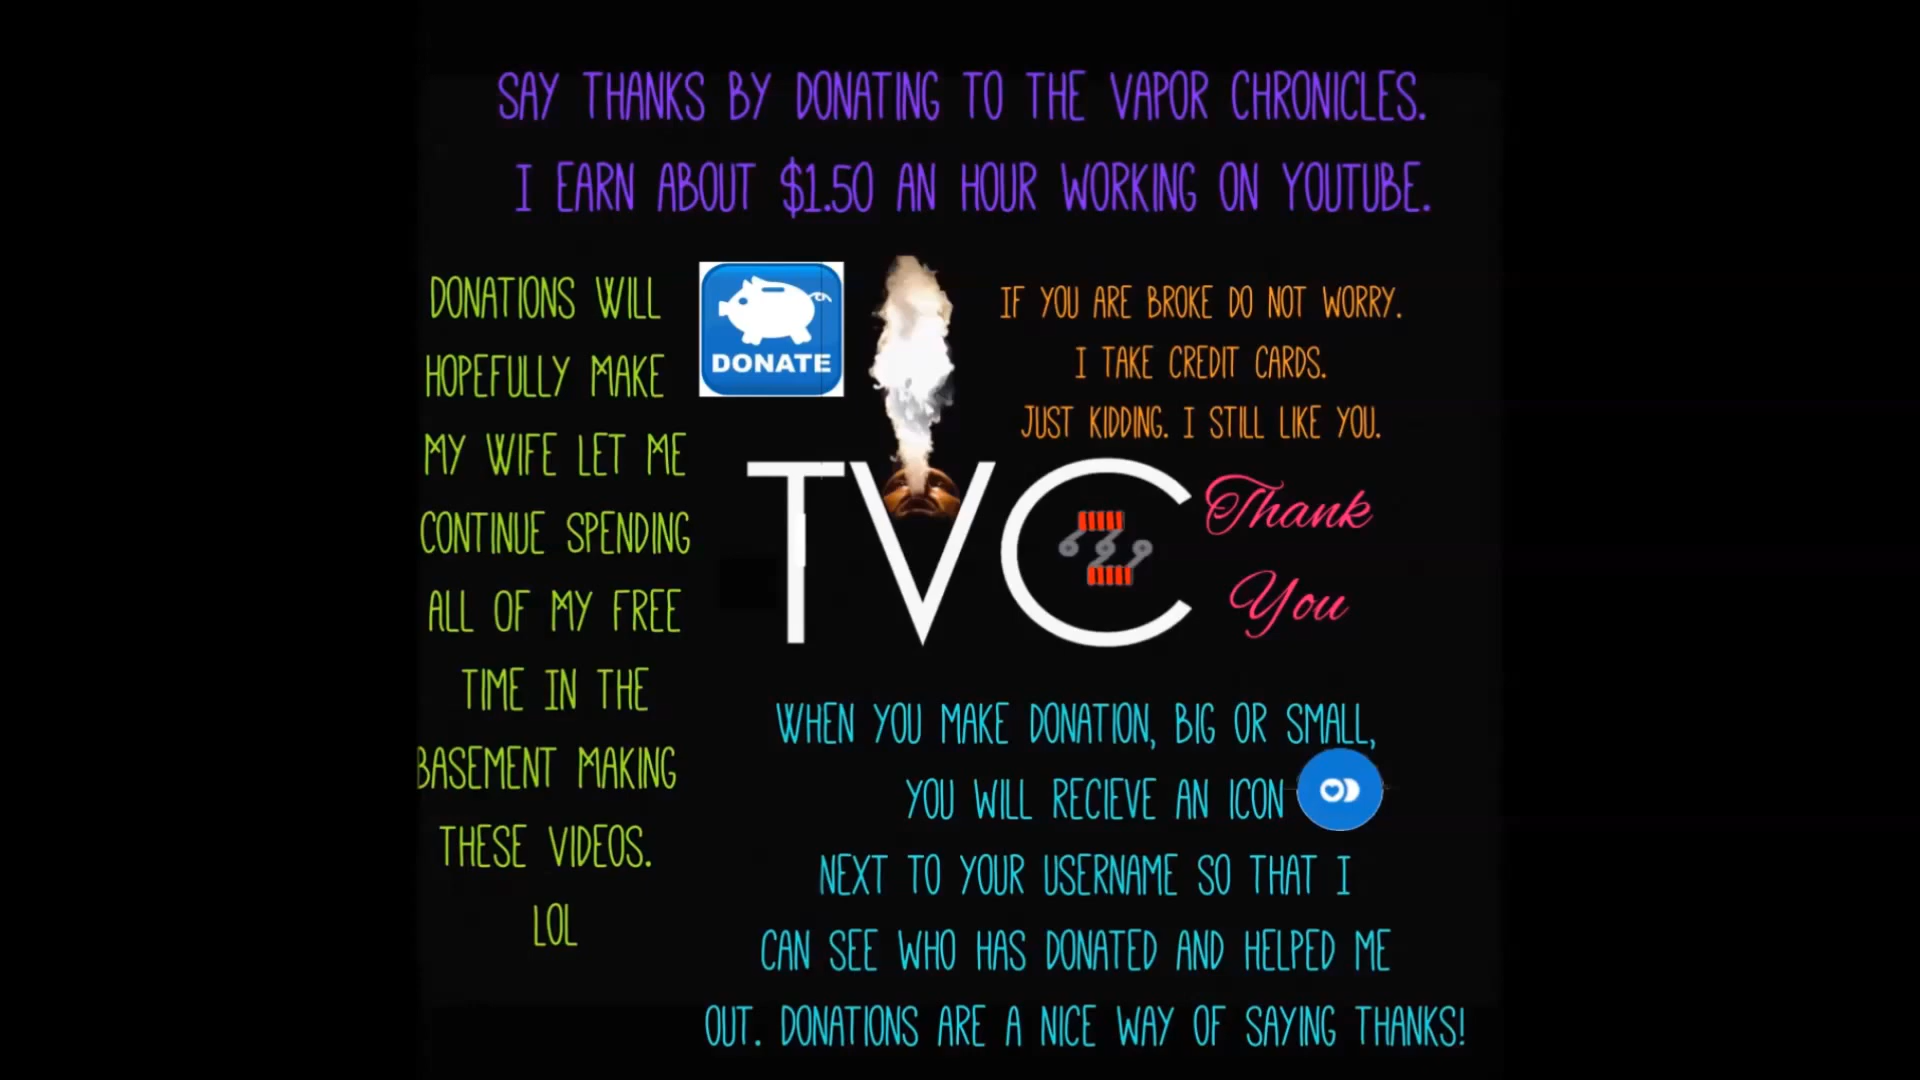 SAY THANKS BY DONATING TO THE VAPOR CHRONICLES.
I EARN ABOUT $1.50 AN HOUR WORKING ON YOUTUBE.
DONATIONS WILL
HOPEFULLY MAKE
MY WIFE LET ME
CONTINUE SPENDING
ALL OF MY FREE
TIME IN THE
BASEMENT MAKING
THESE VIDEOS.
LOL
DONATE
IF YOU ARE BROKE DO NOT WORRY.
I TAKE CREDIT CARDS.
JUST KIDDING. I STILL LIKE YOU.
TVC
Thank
You
WHEN YOU MAKE DONATION, BIG OR SMALL,
YOU WILL RECIEVE AN ICON
NEXT TO YOUR USERNAME SO THAT I
CAN SEE WHO HAS DONATED AND HELPED ME
OUT. DONATIONS ARE A NICE WAY OF SAYING THANKS!